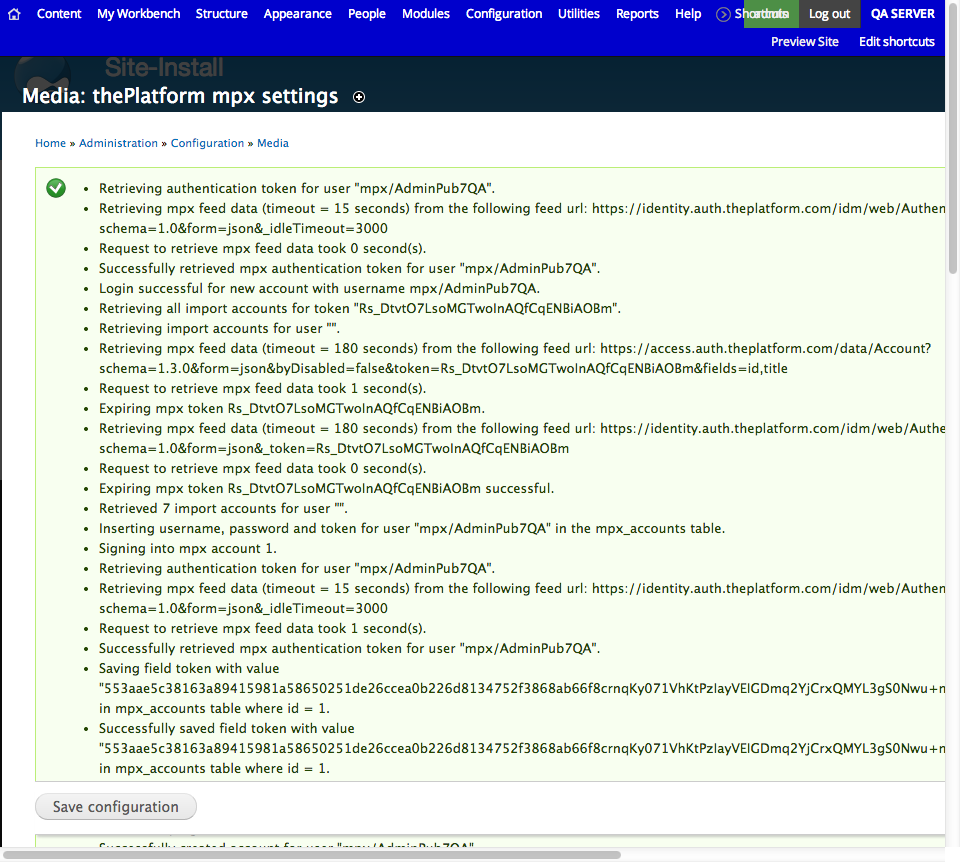 Content My Workbench Structure Appearance People Modules Configuration Utilities Reports Help Shortcuts Log out QA SERVER
Preview Site Edit shortcuts
Site-Install
Media: thePlatform mpx settings
Home » Administration » Configuration » Media
Retrieving authentication token for user "mpx/AdminPub7QA".
Retrieving mpx feed data (timeout = 15 seconds) from the following feed url: https://identity.auth.theplatform.com/idm/web/Authen
schema=1.0&form=json&_idleTimeout=3000
Request to retrieve mpx feed data took 0 second(s).
Successfully retrieved mpx authentication token for user "mpx/AdminPub7QA".
Login successful for new account with username mpx/AdminPub7QA.
Retrieving all import accounts for token "Rs_DtvtO7LsoMGTwoInAQfCqENBiAOBm".
Retrieving import accounts for user "".
Retrieving mpx feed data (timeout = 180 seconds) from the following feed url: https://access.auth.theplatform.com/data/Account?
schema=1.3.0&form=json&byDisabled=false&token=Rs_DtvtO7LsoMGTwoInAQfCqENBiAOBm&fields=id,title
Request to retrieve mpx feed data took 1 second(s).
Expiring mpx token Rs_DtvtO7LsoMGTwoInAQfCqENBiAOBm.
Retrieving mpx feed data (timeout = 180 seconds) from the following feed url: https://identity.auth.theplatform.com/idm/web/Authe
schema=1.0&form=json&_token=Rs_DtvtO7LsoMGTwoInAQfCqENBiAOBm
Request to retrieve mpx feed data took 0 second(s).
Expiring mpx token Rs_DtvtO7LsoMGTwoInAQfCqENBiAOBm successful.
Retrieved 7 import accounts for user "".
Inserting username, password and token for user "mpx/AdminPub7QA" in the mpx_accounts table.
Signing into mpx account 1.
Retrieving authentication token for user "mpx/AdminPub7QA".
Retrieving mpx feed data (timeout = 15 seconds) from the following feed url: https://identity.auth.theplatform.com/idm/web/Authen
schema=1.0&form=json&_idleTimeout=3000
Request to retrieve mpx feed data took 1 second(s).
Successfully retrieved mpx authentication token for user "mpx/AdminPub7QA".
Saving field token with value
"553aae5c38163a89415981a58650251de26ccea0b226d8134752f3868ab66f8crnqKy071VhKtPzIayVElGDmq2YjCrxQMYL3gS0Nwu+n
in mpx_accounts table where id = 1.
Successfully saved field token with value
"553aae5c38163a89415981a58650251de26ccea0b226d8134752f3868ab66f8crnqKy071VhKtPzIayVElGDmq2YjCrxQMYL3gS0Nwu+n
in mpx_accounts table where id = 1.
Save configuration
Successfully created account for user "mpx/AdminPub7QA"